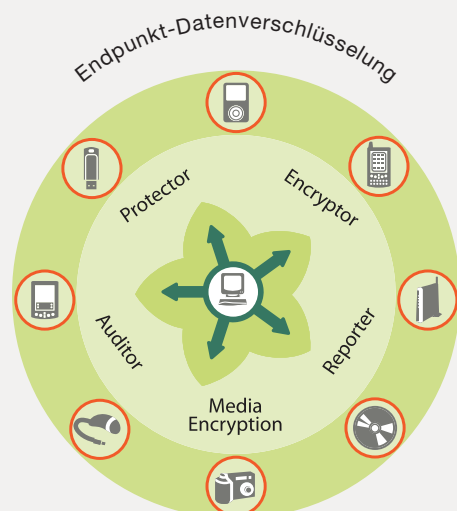 Endpunkt-Datenverschlüsselung
Protector
Encryptor
Auditor
Reporter
Media
Encryption